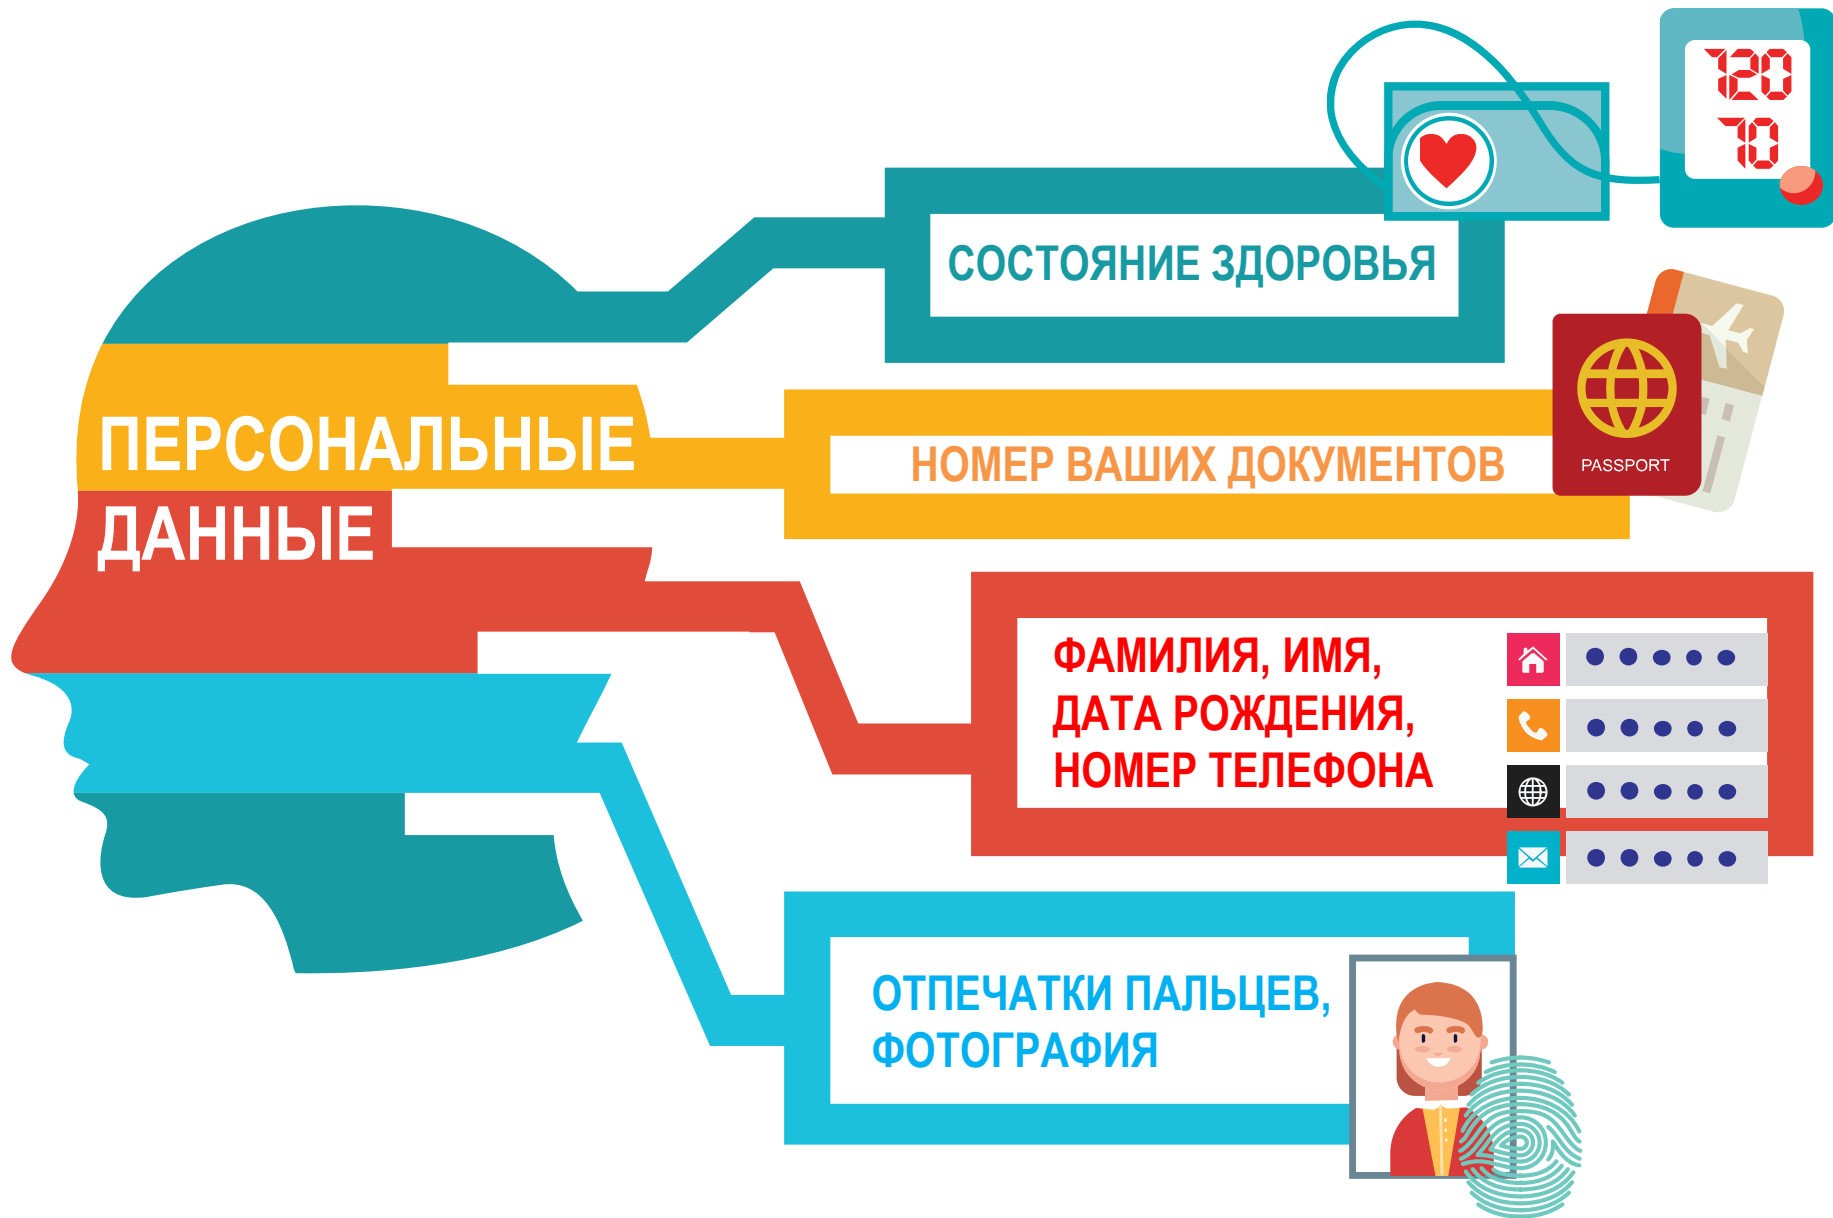 120
70
СОСТОЯНИЕ ЗДОРОВЬЯ
ПЕРСОНАЛЬНЫЕ
ДАННЫЕ
НОМЕР ВАШИХ ДОКУМЕНТОВ
PASSPORT
ФАМИЛИЯ, ИМЯ,
ДАТА РОЖДЕНИЯ,
НОМЕР ТЕЛЕФОНА
ОТПЕЧАТКИ ПАЛЬЦЕВ,
ФОТОГРАФИЯ